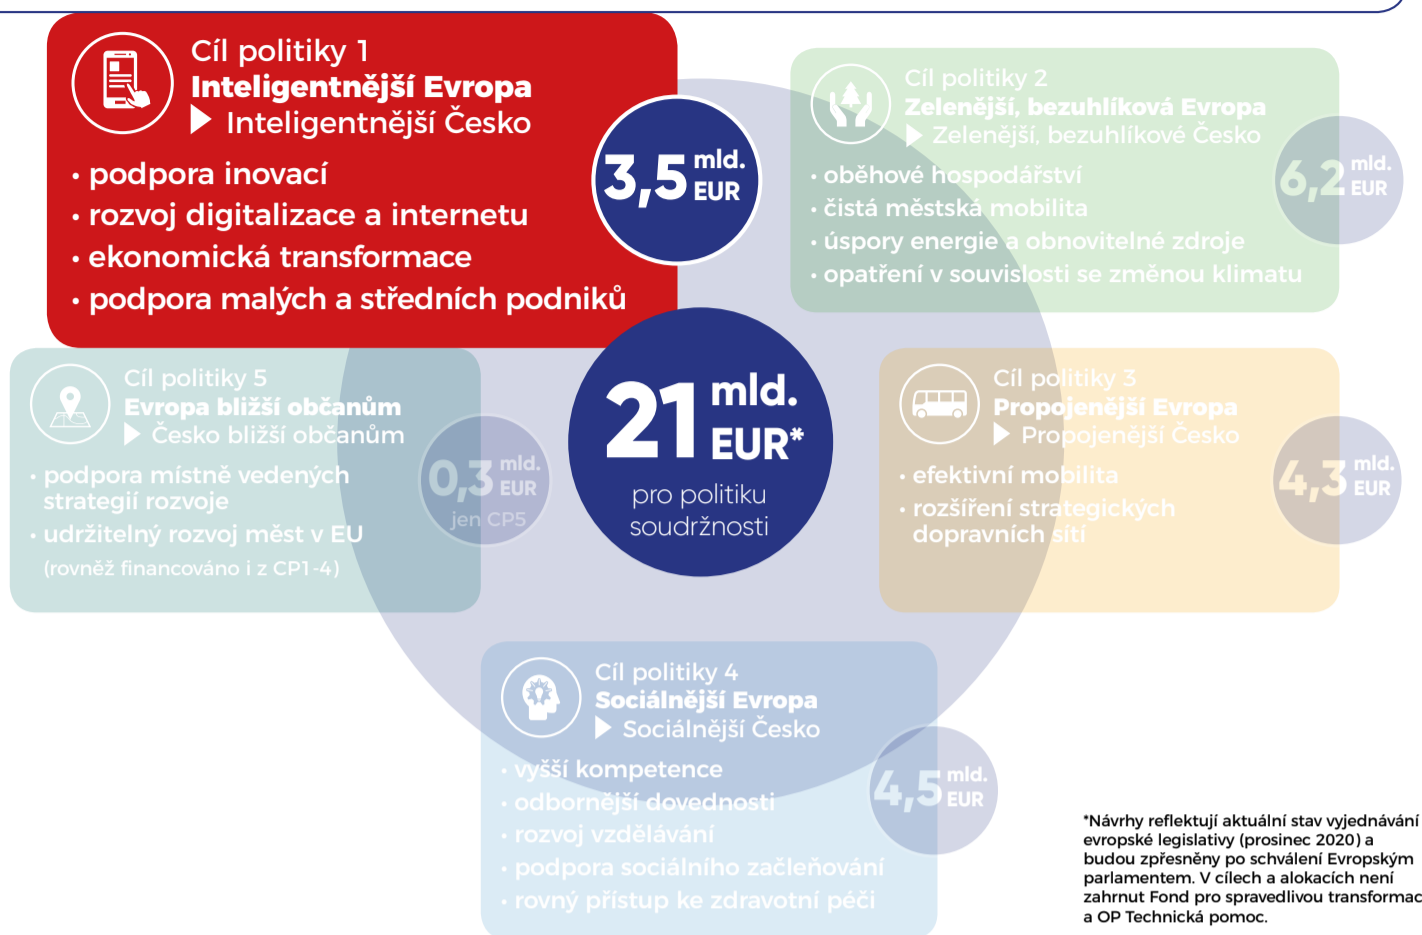 Cíl politiky 1
Inteligentnější Evropa
Inteligentnější Česko
• podpora inovací
• rozvoj digitalizace a internetu
• ekonomická transformace
• podpora malých a středních podniků
3,5 mld.
EUR
Cíl politiky 2
Zelenější, bezuhlíková Evropa
Zelenější, bezuhlíkové Česko
• oběhové hospodářství
• čistá městská mobilita
• úspory energie a obnovitelné zdroje
• opatření v souvislosti se změnou klimatu
6,2 mld.
EUR
21 mld.
EUR*
pro politiku
soudržnosti
Cíl politiky 5
Evropa bližší občanům
Česko bližší občanům
• podpora místně vedených
strategií rozvoje
• udržitelný rozvoj měst v EU
(rovněž financováno i z CP1-4)
0,3 mld.
EUR
jen CP5
Cíl politiky 3
Propojenější Evropa
Propojenější Česko
• efektivní mobilita
• rozšíření strategických
dopravních sítí
4,3 mld.
EUR
Cíl politiky 4
Sociálnější Evropa
Sociálnější Česko
• vyšší kompetence
• odbornější dovednosti
• rozvoj vzdělávání
• podpora sociálního začleňování
• rovný přístup ke zdravotní péči
4,5 mld.
EUR
*Návrhy reflektují aktuální stav vyjednávání
evropské legislativy (prosinec 2020) a
budou zpřesněny po schválení Evropským
parlamentem. V cílech a alokacích není
zahrnut Fond pro spravedlivou transformac
a OP Technická pomoc.